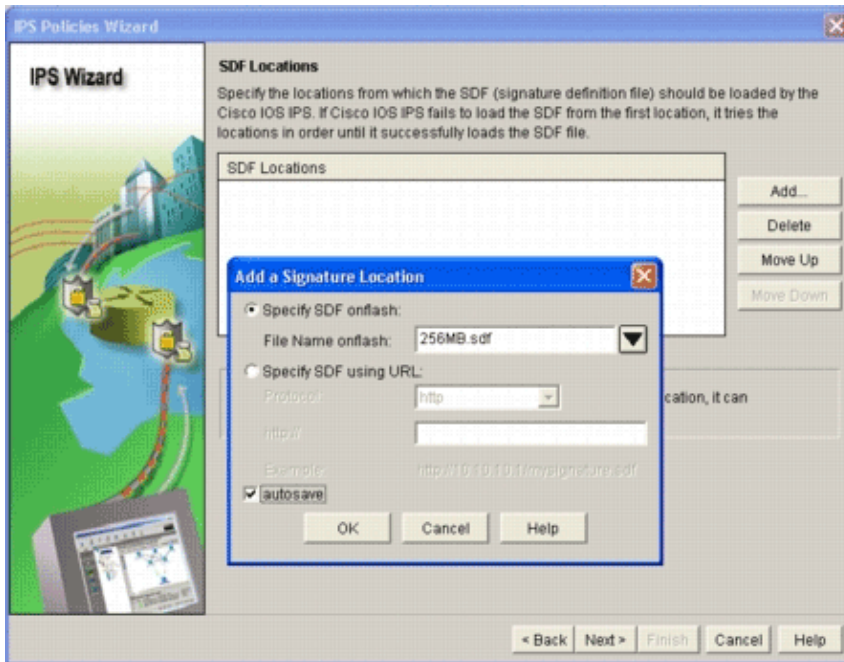 IPS Policies Wizard
IPS Wizard
SDF Locations
Specify the locations from which the SDF (signature definition file) should be loaded by the
Cisco IOS IPS. If Cisco IOS IPS fails to load the SDF from the first location, it tries the
locations in order until it successfully loads the SDF file.
SDF Locations
Add...
Delete
Move Up
Move Down
Add a Signature Location
Specify SDF onflash:
File Name onflash: 256MB.sdf
Specify SDF using URL:
Protocol: http
http://
Example: http://10.10.10.1/mysignature.sdf
autosave
OK Cancel Help
cation, it can
< Back Next > Finish Cancel Help